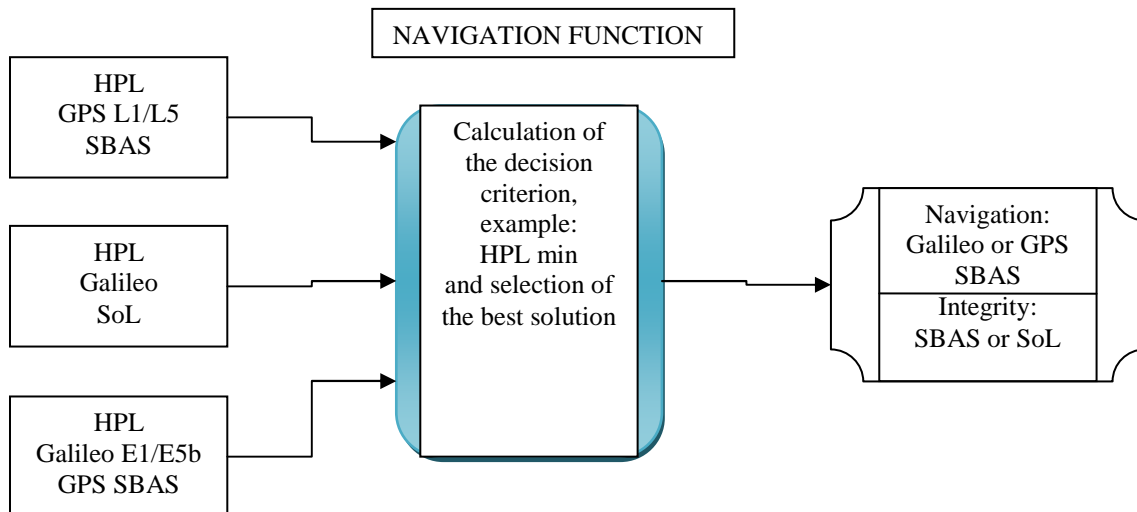 NAVIGATION FUNCTION
HPL
GPS L1/L5
SBAS
HPL
Galileo
SoL
HPL
Galileo E1/E5b
GPS SBAS
Calculation of
the decision
criterion,
example:
HPL min
and selection of
the best solution
Navigation:
Galileo or GPS
SBAS
Integrity:
SBAS or SoL